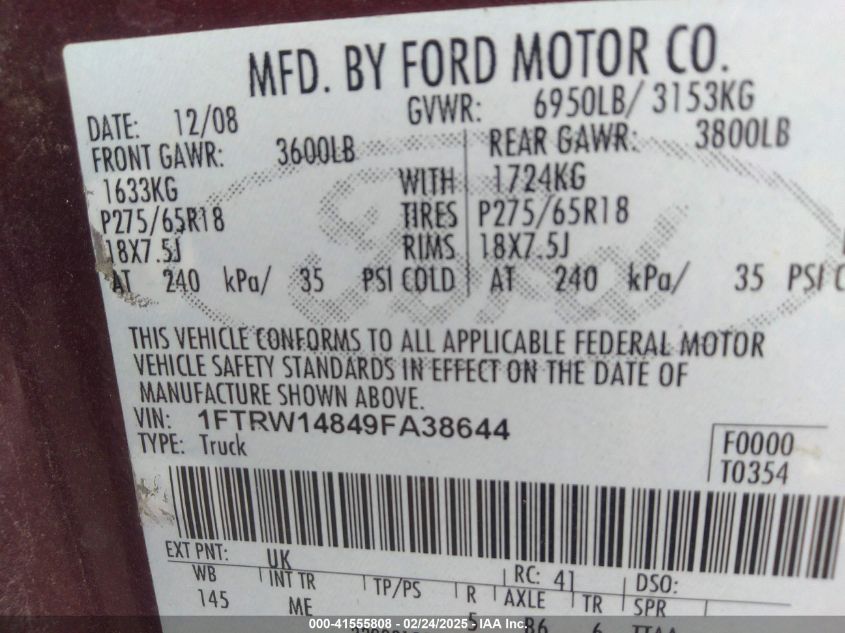 MFD. BY FORD MOTOR CO.
DATE: 12/08 GVWR: 6950LB/ 3153KG
FRONT GAWR: 3600LB REAR GAWR: 3800LB
1633KG WITH 1724KG
P275/65R18 TIRES P275/65R18
18X7.5J RIMS 18X7.5J
AT 240 kPa/ 35 PSI COLD AT 240 kPa/ 35 PSI C
THIS VEHICLE CONFORMS TO ALL APPLICABLE FEDERAL MOTOR
VEHICLE SAFETY STANDARDS IN EFFECT ON THE DATE OF
MANUFACTURE SHOWN ABOVE.
VIN: 1FTRW14849FA38644
TYPE: Truck
F0000
T0354
EXT PNT: UK RC: 41 DSO:
WB INT TR TP/PS R AXLE TR SPR
145 ME 5 B6 6
000-41555808 - 02/24/2025 - IAA Inc.